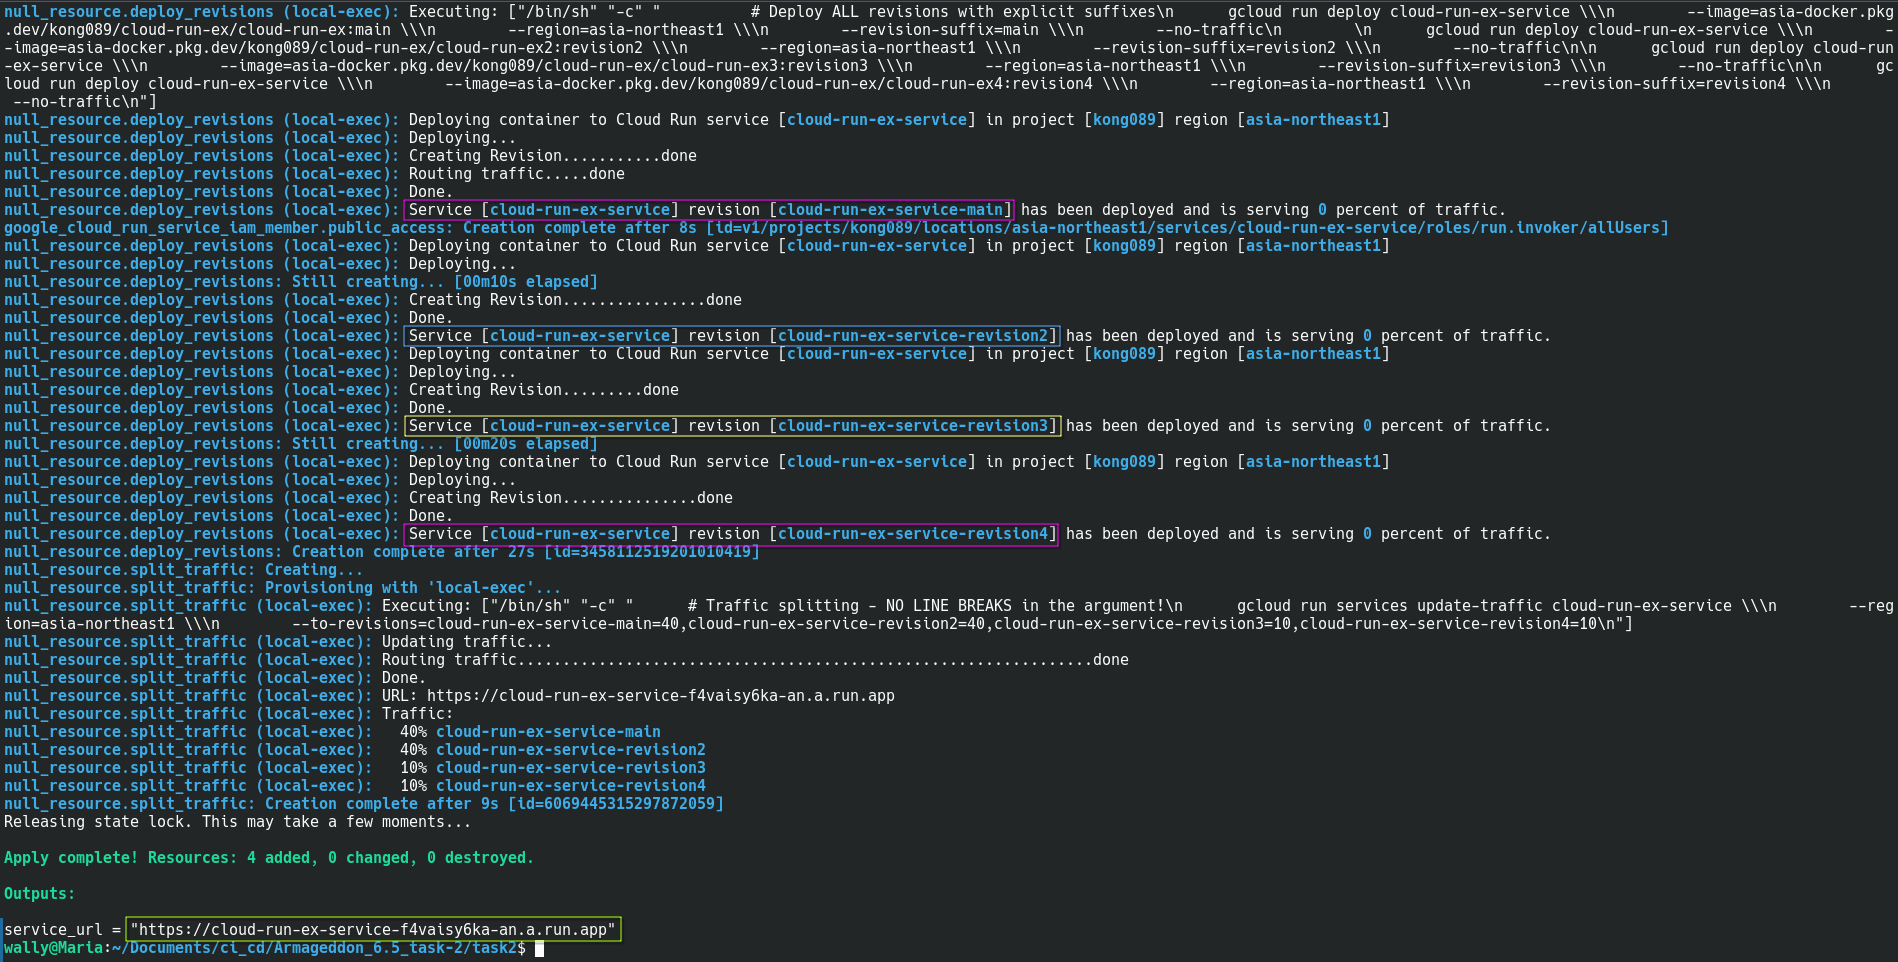 null_resource.deploy_revisions (local-exec): Executing: ["/bin/sh" "-c" "          # Deploy ALL revisions with explicit suffixes\n      gcloud run deploy cloud-run-ex-service \\\n        --image=asia-docker.pkg
.dev/kong089/cloud-run-ex/cloud-run-ex:main \\\n        --region=asia-northeast1 \\\n        --revision-suffix=main \\\n        --no-traffic\n        \n      gcloud run deploy cloud-run-ex-service \\\n        -
-image=asia-docker.pkg.dev/kong089/cloud-run-ex/cloud-run-ex2:revision2 \\\n        --region=asia-northeast1 \\\n        --revision-suffix=revision2 \\\n        --no-traffic\n\n      gcloud run deploy cloud-run
-ex-service \\\n        --image=asia-docker.pkg.dev/kong089/cloud-run-ex/cloud-run-ex3:revision3 \\\n        --region=asia-northeast1 \\\n        --revision-suffix=revision3 \\\n        --no-traffic\n\n      gc
loud run deploy cloud-run-ex-service \\\n        --image=asia-docker.pkg.dev/kong089/cloud-run-ex/cloud-run-ex4:revision4 \\\n        --region=asia-northeast1 \\\n        --revision-suffix=revision4 \\\n
 --no-traffic\n"]
null_resource.deploy_revisions (local-exec): Deploying container to Cloud Run service [cloud-run-ex-service] in project [kong089] region [asia-northeast1]
null_resource.deploy_revisions (local-exec): Deploying...
null_resource.deploy_revisions (local-exec): Creating Revision...........done
null_resource.deploy_revisions (local-exec): Routing traffic.....done
null_resource.deploy_revisions (local-exec): Done.
null_resource.deploy_revisions (local-exec): Service [cloud-run-ex-service] revision [cloud-run-ex-service-main] has been deployed and is serving 0 percent of traffic.
google_cloud_run_service_iam_member.public_access: Creation complete after 8s [id=v1/projects/kong089/locations/asia-northeast1/services/cloud-run-ex-service/roles/run.invoker/allUsers]
null_resource.deploy_revisions (local-exec): Deploying container to Cloud Run service [cloud-run-ex-service] in project [kong089] region [asia-northeast1]
null_resource.deploy_revisions (local-exec): Deploying...
null_resource.deploy_revisions: Still creating... [00m10s elapsed]
null_resource.deploy_revisions (local-exec): Creating Revision................done
null_resource.deploy_revisions (local-exec): Done.
null_resource.deploy_revisions (local-exec): Service [cloud-run-ex-service] revision [cloud-run-ex-service-revision2] has been deployed and is serving 0 percent of traffic.
null_resource.deploy_revisions (local-exec): Deploying container to Cloud Run service [cloud-run-ex-service] in project [kong089] region [asia-northeast1]
null_resource.deploy_revisions (local-exec): Deploying...
null_resource.deploy_revisions (local-exec): Creating Revision.........done
null_resource.deploy_revisions (local-exec): Done.
null_resource.deploy_revisions (local-exec): Service [cloud-run-ex-service] revision [cloud-run-ex-service-revision3] has been deployed and is serving 0 percent of traffic.
null_resource.deploy_revisions: Still creating... [00m20s elapsed]
null_resource.deploy_revisions (local-exec): Deploying container to Cloud Run service [cloud-run-ex-service] in project [kong089] region [asia-northeast1]
null_resource.deploy_revisions (local-exec): Deploying...
null_resource.deploy_revisions (local-exec): Creating Revision...............done
null_resource.deploy_revisions (local-exec): Done.
null_resource.deploy_revisions (local-exec): Service [cloud-run-ex-service] revision [cloud-run-ex-service-revision4] has been deployed and is serving 0 percent of traffic.
null_resource.deploy_revisions: Creation complete after 27s [id=3458112519201010419]
null_resource.split_traffic: Creating...
null_resource.split_traffic: Provisioning with 'local-exec'...
null_resource.split_traffic (local-exec): Executing: ["/bin/sh" "-c" "      # Traffic splitting - NO LINE BREAKS in the argument!\n      gcloud run services update-traffic cloud-run-ex-service \\\n        --reg
ion=asia-northeast1 \\\n        --to-revisions=cloud-run-ex-service-main=40,cloud-run-ex-service-revision2=40,cloud-run-ex-service-revision3=10,cloud-run-ex-service-revision4=10\n"]
null_resource.split_traffic (local-exec): Updating traffic...
null_resource.split_traffic (local-exec): Routing traffic...................................................................done
null_resource.split_traffic (local-exec): Done.
null_resource.split_traffic (local-exec): URL: https://cloud-run-ex-service-f4vaisy6ka-an.a.run.app
null_resource.split_traffic (local-exec): Traffic:
null_resource.split_traffic (local-exec):   40% cloud-run-ex-service-main
null_resource.split_traffic (local-exec):   40% cloud-run-ex-service-revision2
null_resource.split_traffic (local-exec):   10% cloud-run-ex-service-revision3
null_resource.split_traffic (local-exec):   10% cloud-run-ex-service-revision4
null_resource.split_traffic: Creation complete after 9s [id=6069445315297872059]
Releasing state lock. This may take a few moments...
Apply complete! Resources: 4 added, 0 changed, 0 destroyed.
Outputs:
service_url = "https://cloud-run-ex-service-f4vaisy6ka-an.a.run.app"
wally@Maria:~/Documents/ci_cd/Armageddon_6.5_task-2/task2$